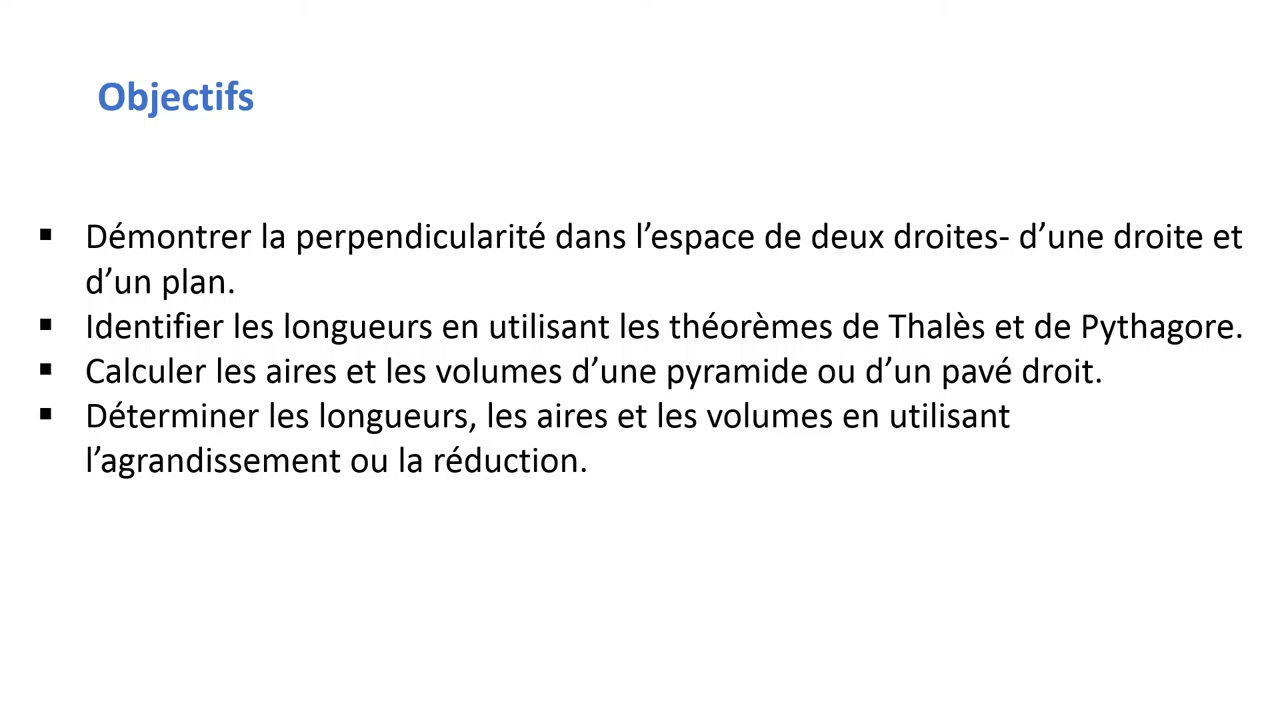 Objectifs
▪ Démontrer la perpendicularité dans l’espace de deux droites- d’une droite et
d’un plan.
▪ Identifier les longueurs en utilisant les théorèmes de Thalès et de Pythagore.
▪ Calculer les aires et les volumes d’une pyramide ou d’un pavé droit.
▪ Déterminer les longueurs, les aires et les volumes en utilisant
l’agrandissement ou la réduction.